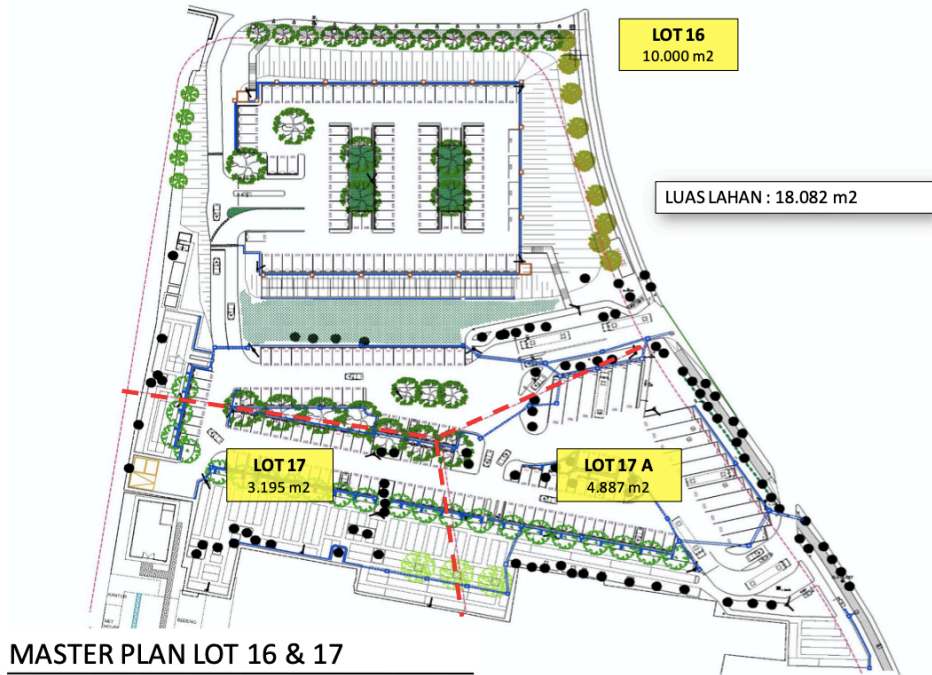 LOT 16
10.000 m2
LUAS LAHAN : 18.082 m2
LOT 17
3.195 m2
LOT 17 A
4.887 m2
KANTOR
MASTER PLAN LOT 16 & 17